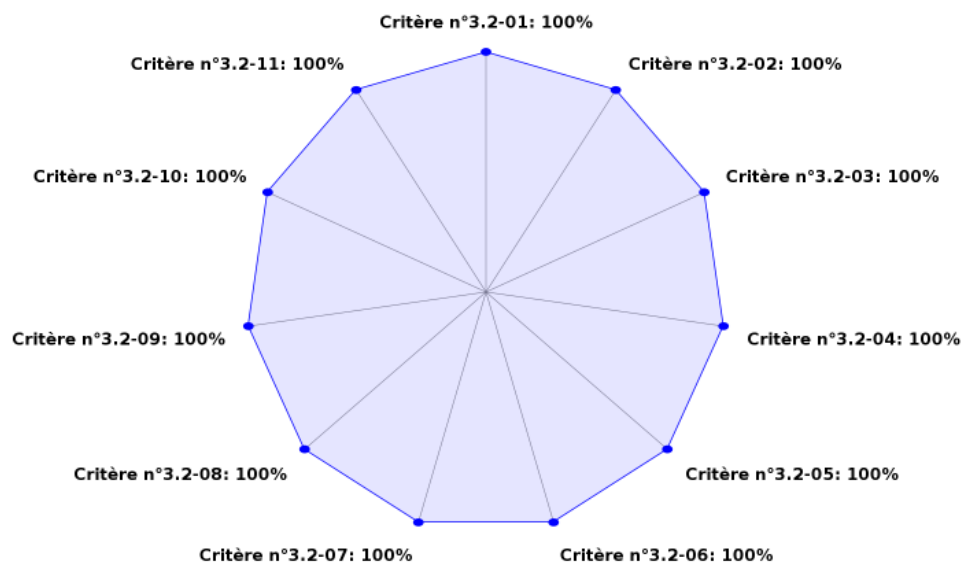 Critère n°3.2-01: 100%
Critère n°3.2-11: 100%
Critère n°3.2-02: 100%
Critère n°3.2-10: 100%
Critère n°3.2-03: 100%
Critère n°3.2-09: 100%
Critère n°3.2-04: 100%
Critère n°3.2-08: 100%
Critère n°3.2-05: 100%
Critère n°3.2-07: 100%
Critère n°3.2-06: 100%